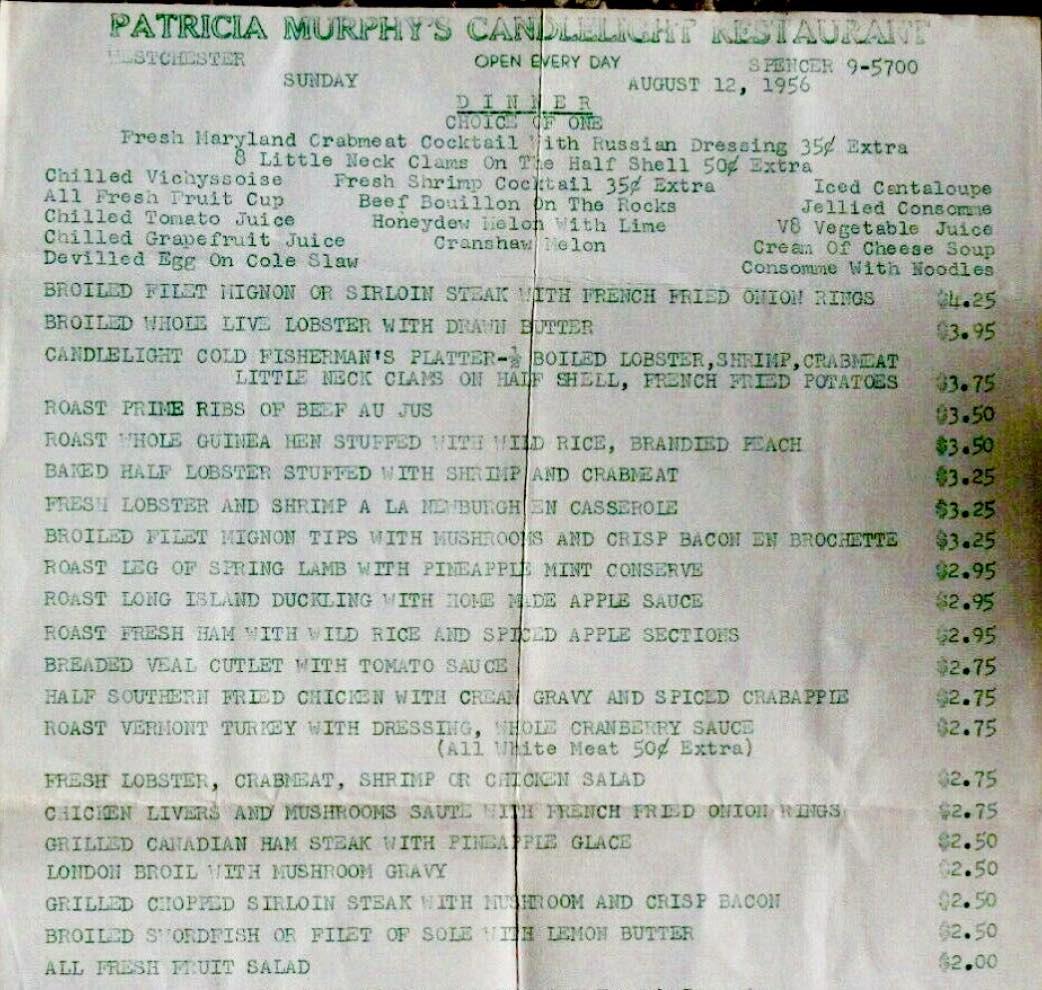 PATRICIA MURPHY'S CANDLELIGHT RESTAURANT
WESTCHESTER OPEN EVERY DAY SPENCER 9-5700
SUNDAY AUGUST 12, 1956
DINNER
CHOICE OF ONE
Fresh Maryland Crabmeat Cocktail With Russian Dressing 35¢ Extra
8 Little Neck Clams On The Half Shell 50¢ Extra
Chilled Vichyssoise Fresh Shrimp Cocktail 35¢ Extra Iced Cantaloupe
All Fresh Fruit Cup Beef Bouillon On The Rocks Jellied Consomme
Chilled Tomato Juice Honeydew Melon With Lime V8 Vegetable Juice
Chilled Grapefruit Juice Cranshaw Melon Cream Of Cheese Soup
Devilled Egg On Cole Slaw Consomme With Noodles
BROILED FILET MIGNON OR SIRLOIN STEAK WITH FRENCH FRIED ONION RINGS $4.25
BROILED WHOLE LIVE LOBSTER WITH DRAWN BUTTER $3.95
CANDLELIGHT COLD FISHERMAN'S PLATTER-½ BOILED LOBSTER,SHRIMP,CRABMEAT
LITTLE NECK CLAMS ON HALF SHELL, FRENCH FRIED POTATOES $3.75
ROAST PRIME RIBS OF BEEF AU JUS $3.50
ROAST WHOLE GUINEA HEN STUFFED WITH WILD RICE, BRANDIED PEACH $3.50
BAKED HALF LOBSTER STUFFED WITH SHRIMP AND CRABMEAT $3.25
FRESH LOBSTER AND SHRIMP A LA NEWBURGH EN CASSEROLE $3.25
BROILED FILET MIGNON TIPS WITH MUSHROOMS AND CRISP BACON EN BROCHETTE $3.25
ROAST LEG OF SPRING LAMB WITH PINEAPPLE MINT CONSERVE $2.95
ROAST LONG ISLAND DUCKLING WITH HOME MADE APPLE SAUCE $2.95
ROAST FRESH HAM WITH WILD RICE AND SPICED APPLE SECTIONS $2.95
BREADED VEAL CUTLET WITH TOMATO SAUCE $2.75
HALF SOUTHERN FRIED CHICKEN WITH CREAM GRAVY AND SPICED CRABAPPLE $2.75
ROAST VERMONT TURKEY WITH DRESSING, WHOLE CRANBERRY SAUCE $2.75
(All White Meat 50¢ Extra)
FRESH LOBSTER, CRABMEAT, SHRIMP OR CHICKEN SALAD $2.75
CHICKEN LIVERS AND MUSHROOMS SAUTE WITH FRENCH FRIED ONION RINGS $2.75
GRILLED CANADIAN HAM STEAK WITH PINEAPPLE GLACE $2.50
LONDON BROIL WITH MUSHROOM GRAVY $2.50
GRILLED CHOPPED SIRLOIN STEAK WITH MUSHROOM AND CRISP BACON $2.50
BROILED SWORDFISH OR FILET OF SOLE WITH LEMON BUTTER $2.50
ALL FRESH FRUIT SALAD $2.00